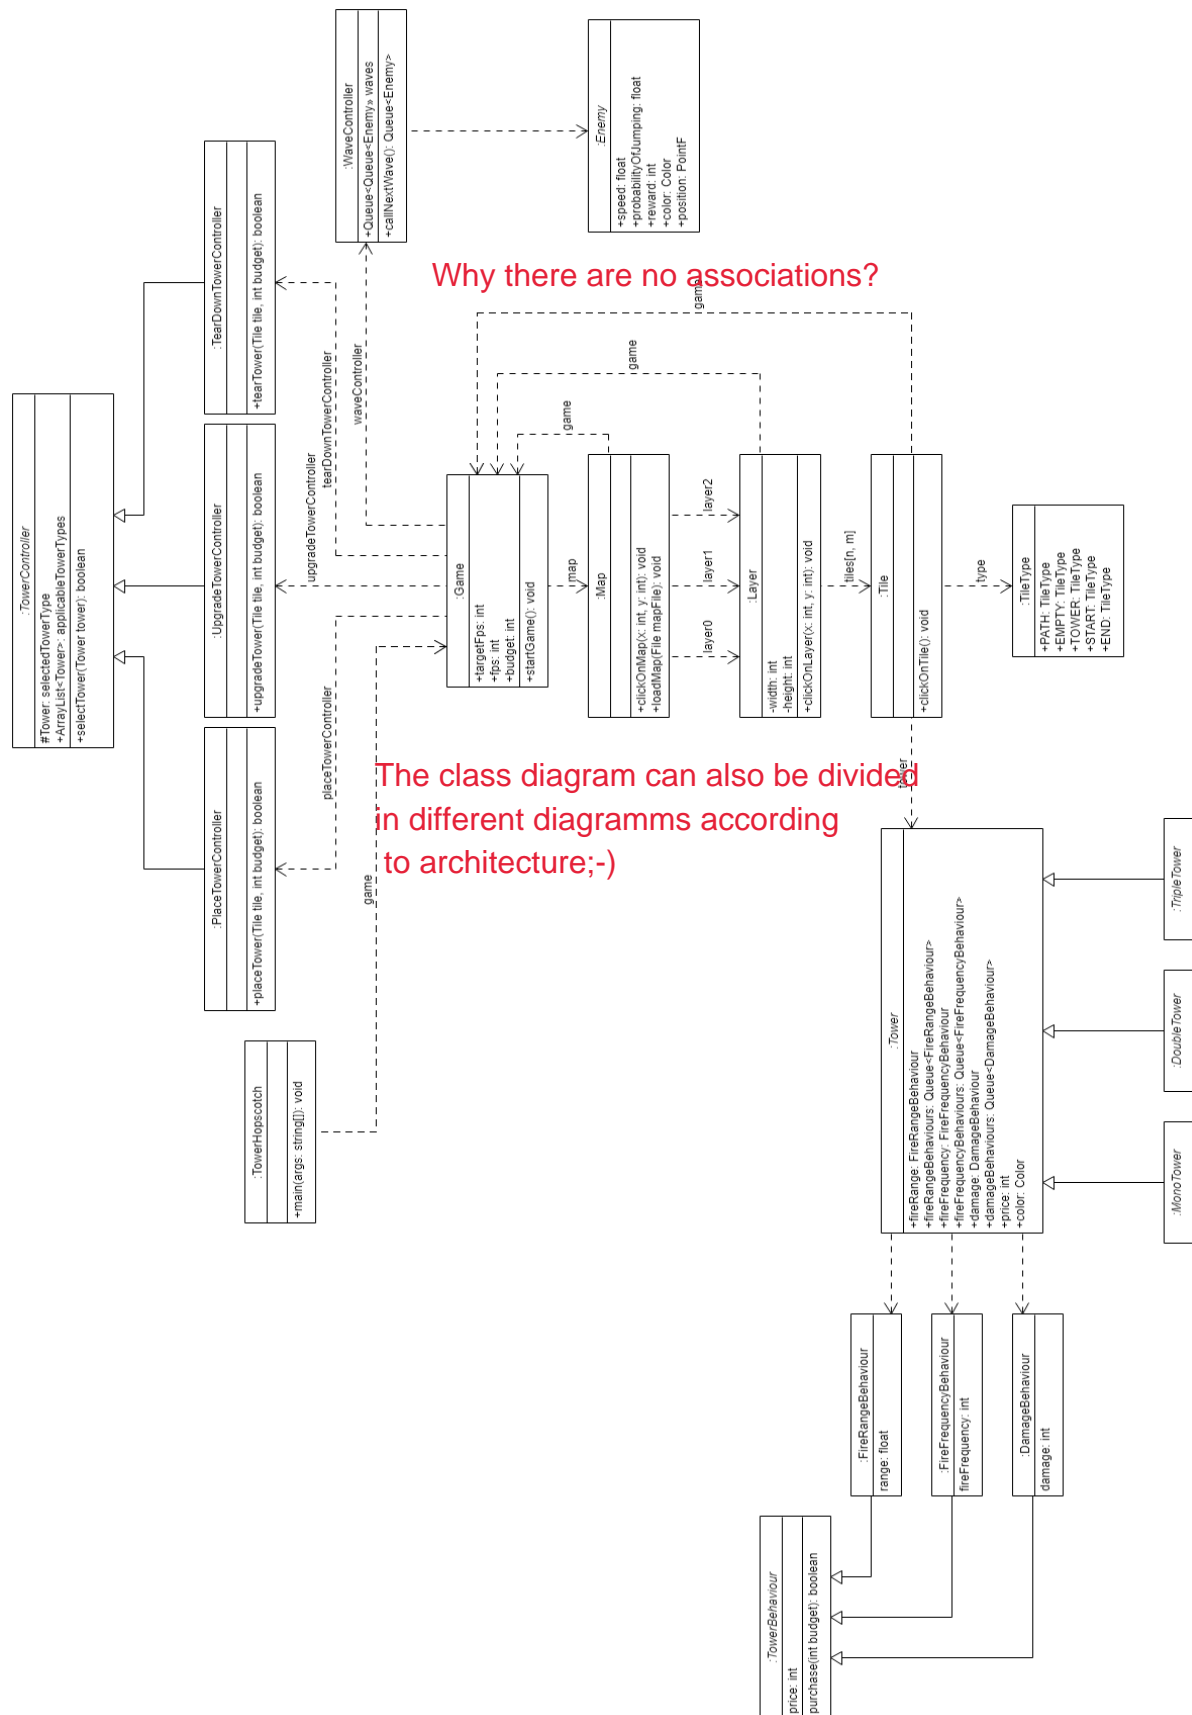 :TowerController
#Tower: selectedTowerType
+ArrayList<Tower>: applicableTowerTypes
+selectTower(Tower tower): boolean
:PlaceTowerController
+placeTower(Tile tile, int budget): boolean
:UpgradeTowerController
+upgradeTower(Tile tile, int budget): boolean
:TearDownTowerController
+tearTower(Tile tile, int budget): boolean
:WaveController
+Queue<Queue<Enemy>> waves
+callNextWave(): Queue<Enemy>
:Enemy
+speed: float
+probabilityOfJumping: float
+reward: int
+color: Color
+position: PointF
:TowerHopscotch
+main(args: string[]): void
game
placeTowerController
upgradeTowerController
tearDownTowerController
waveController
Why there are no associations?
:Game
+targetFps: int
+fps: int
+budget: int
+startGame(): void
map
game
game
game
:Map
+clickOnMap(x: int, y: int): void
+loadMap(File mapFile): void
layer0
layer1
layer2
:Layer
-width: int
-height: int
+clickOnLayer(x: int, y: int): void
tiles[n, m]
:Tile
+clickOnTile(): void
type
:TileType
+PATH: TileType
+EMPTY: TileType
+TOWER: TileType
+START: TileType
+END: TileType
The class diagram can also be divided
in different diagramms according
to architecture;-)
tower
:Tower
+fireRange: FireRangeBehaviour
+fireRangeBehaviours: Queue<FireRangeBehaviour>
+fireFrequency: FireFrequencyBehaviour
+fireFrequencyBehaviours: Queue<FireFrequencyBehaviour>
+damage: DamageBehaviour
+damageBehaviours: Queue<DamageBehaviour>
+price: int
+color: Color
:MonoTower
:DoubleTower
:TripleTower
:FireRangeBehaviour
range: float
:FireFrequencyBehaviour
fireFrequency: int
:DamageBehaviour
damage: int
:TowerBehaviour
price: int
purchase(int budget): boolean